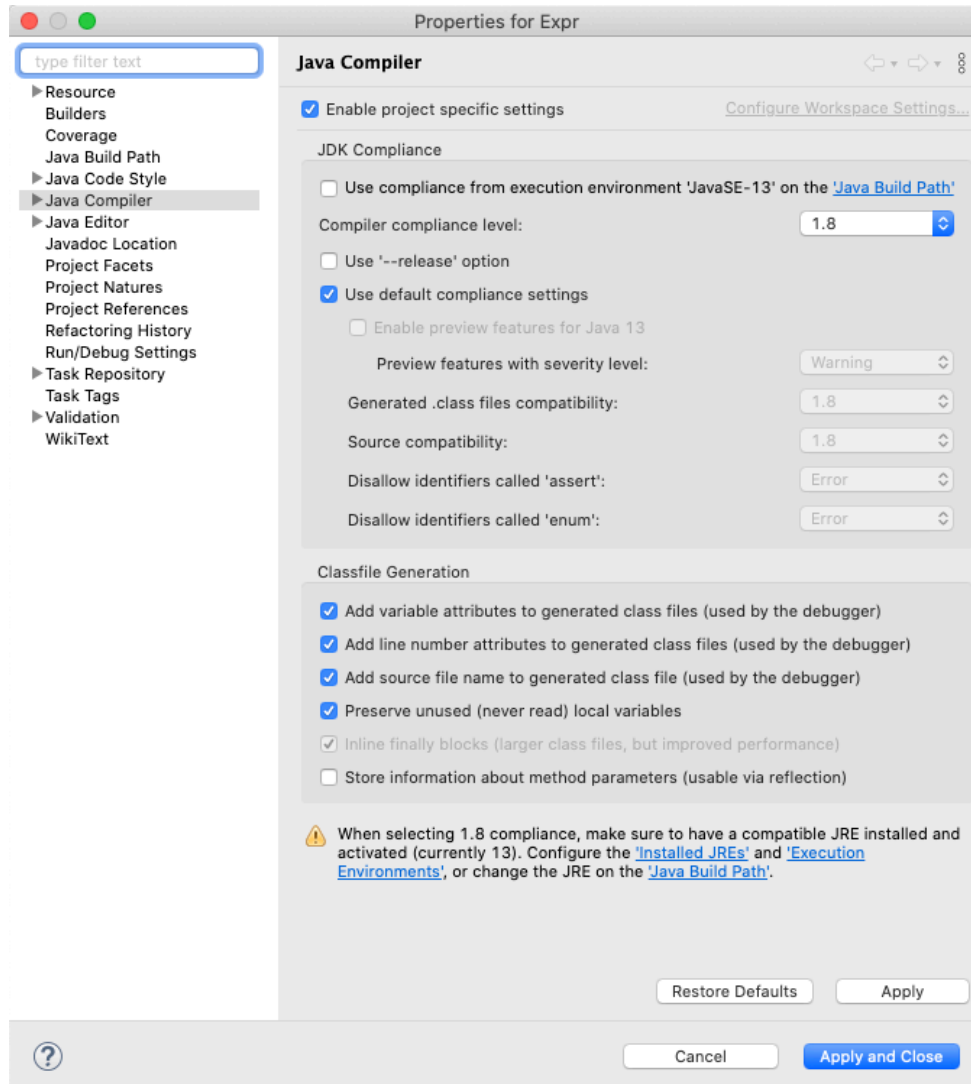 Properties for Expr
type filter text
Resource
Builders
Coverage
Java Build Path
Java Code Style
Java Compiler
Java Editor
Javadoc Location
Project Facets
Project Natures
Project References
Refactoring History
Run/Debug Settings
Task Repository
Task Tags
Validation
WikiText
Java Compiler
Enable project specific settings
Configure Workspace Settings...
JDK Compliance
Use compliance from execution environment 'JavaSE-13' on the 'Java Build Path'
Compiler compliance level: 1.8
Use '--release' option
Use default compliance settings
Enable preview features for Java 13
Preview features with severity level: Warning
Generated .class files compatibility: 1.8
Source compatibility: 1.8
Disallow identifiers called 'assert': Error
Disallow identifiers called 'enum': Error
Classfile Generation
Add variable attributes to generated class files (used by the debugger)
Add line number attributes to generated class files (used by the debugger)
Add source file name to generated class file (used by the debugger)
Preserve unused (never read) local variables
Inline finally blocks (larger class files, but improved performance)
Store information about method parameters (usable via reflection)
When selecting 1.8 compliance, make sure to have a compatible JRE installed and
activated (currently 13). Configure the 'Installed JREs' and 'Execution
Environments', or change the JRE on the 'Java Build Path'.
Restore Defaults
Apply
?
Cancel
Apply and Close